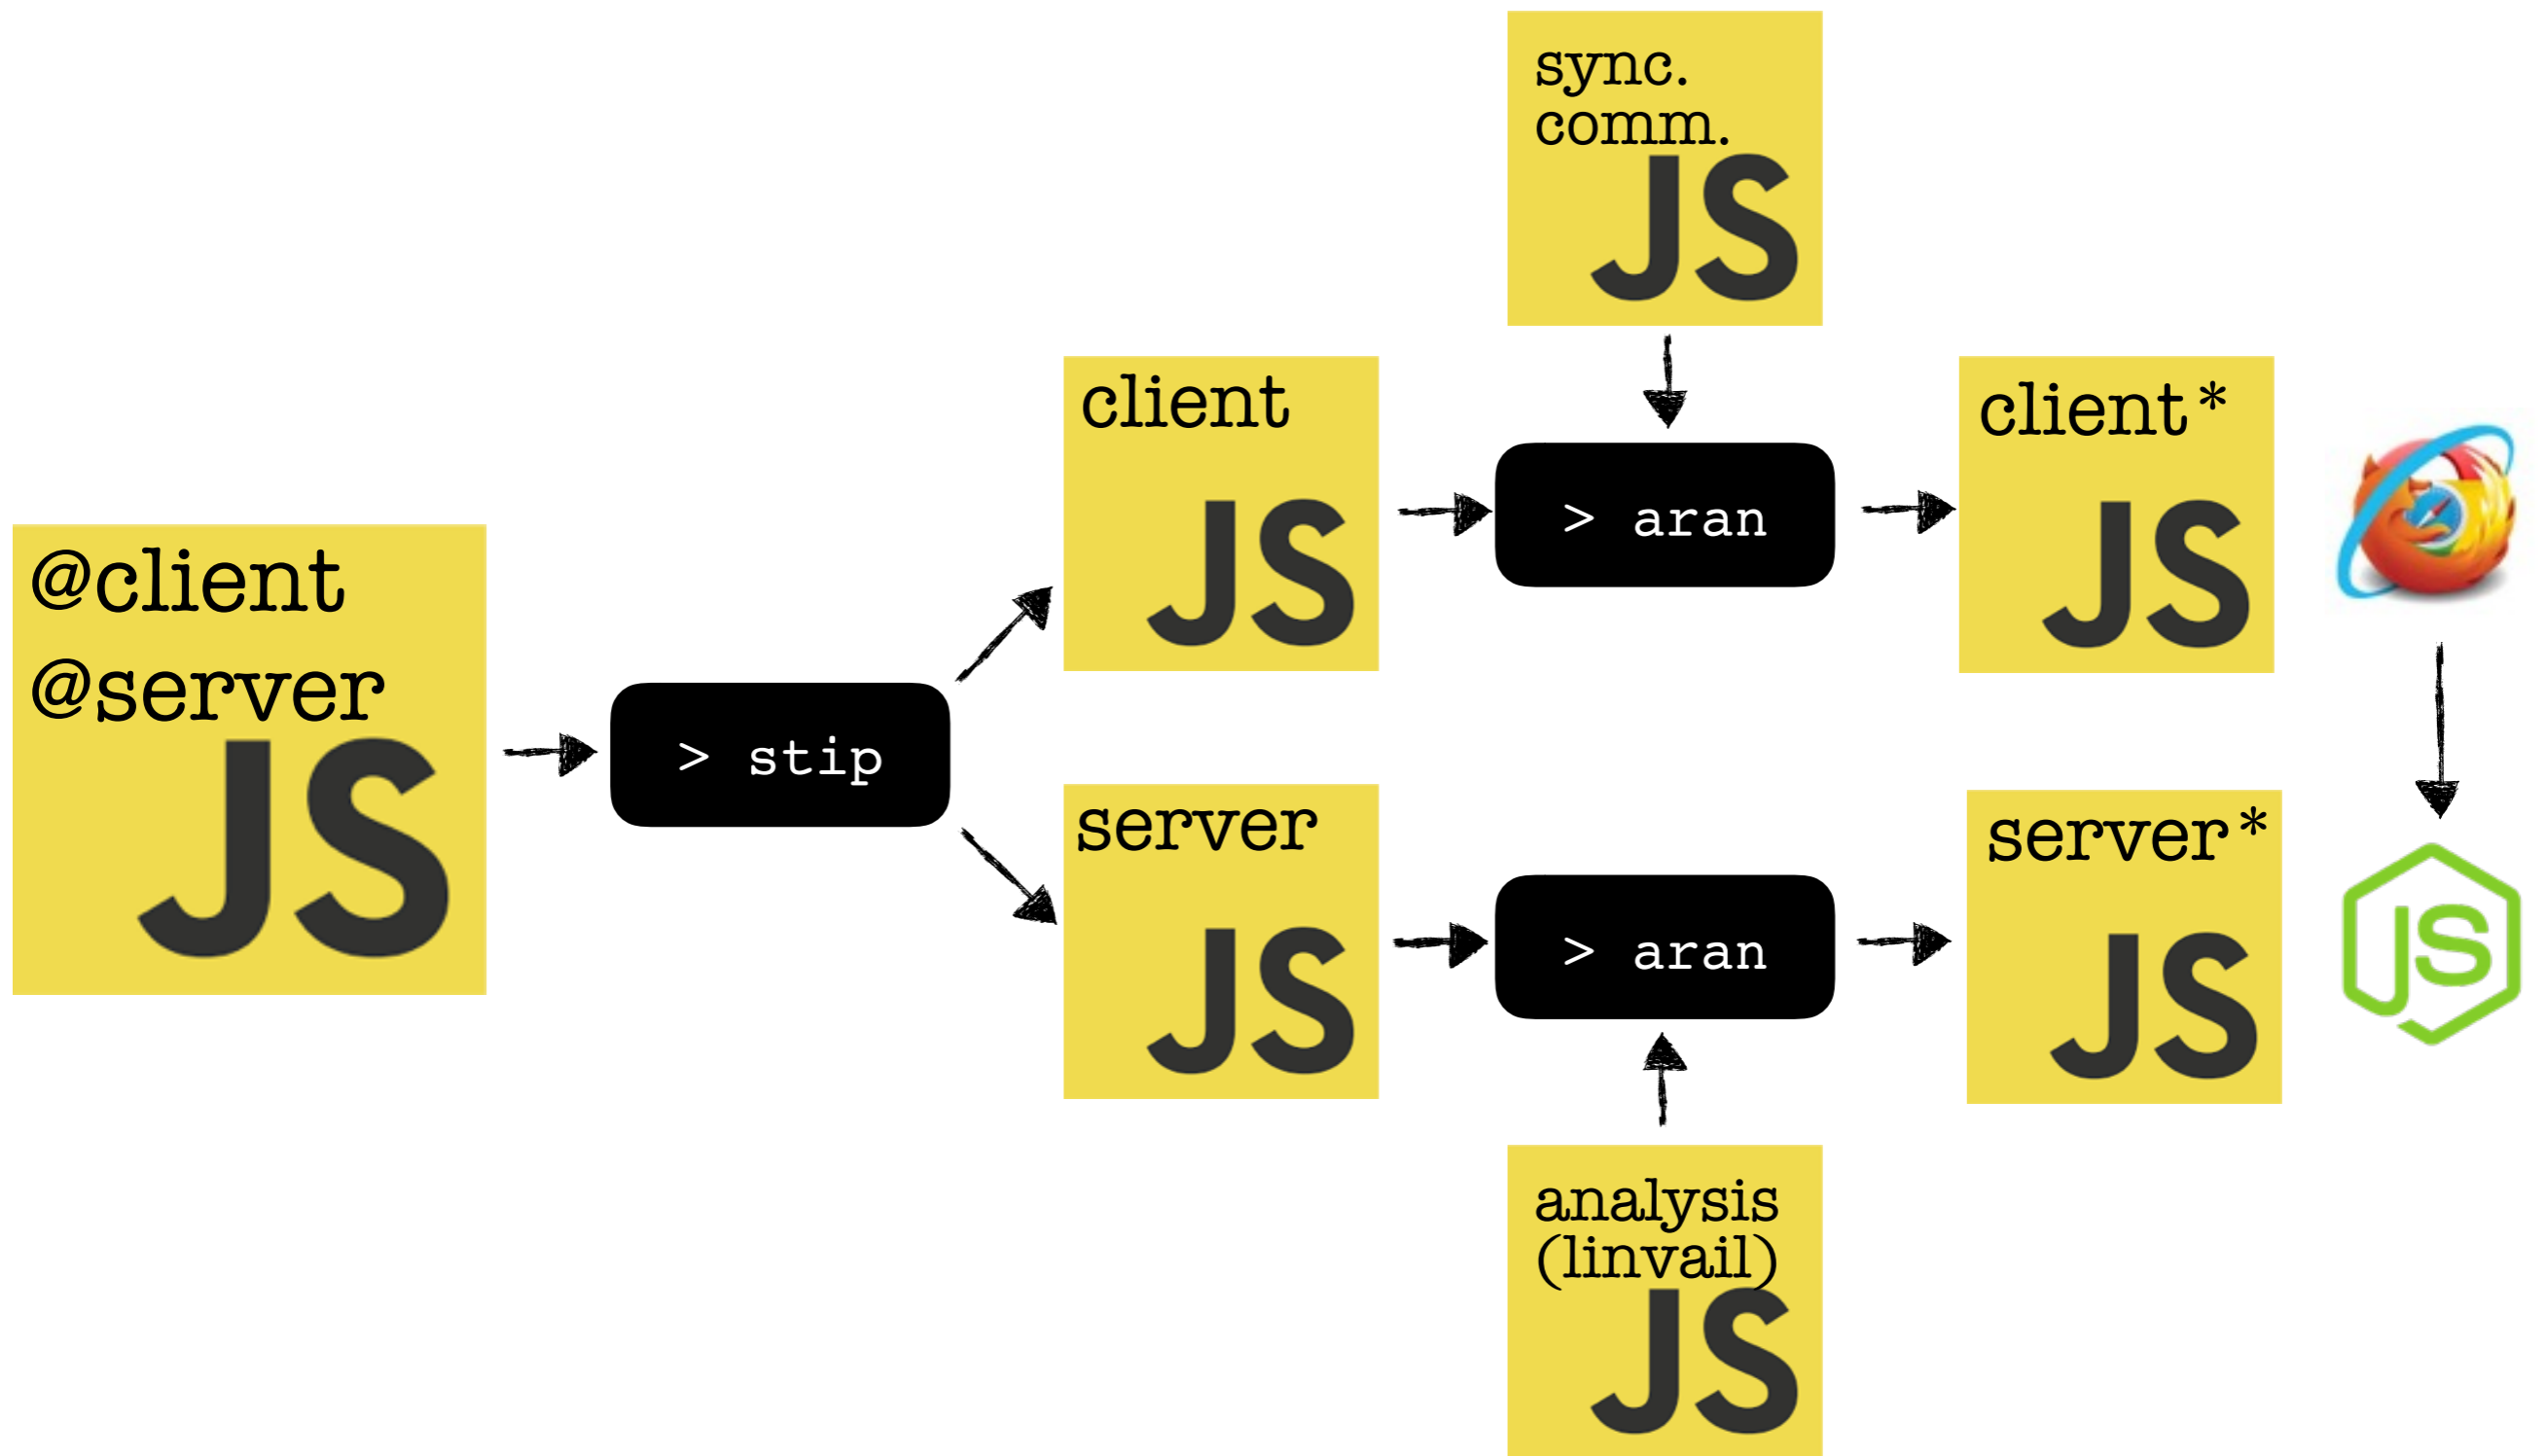 @client
@server
JS
> stip
client
JS
server
JS
sync.
comm.
JS
> aran
> aran
analysis
(linvail)
JS
client*
JS
server*
JS
JS